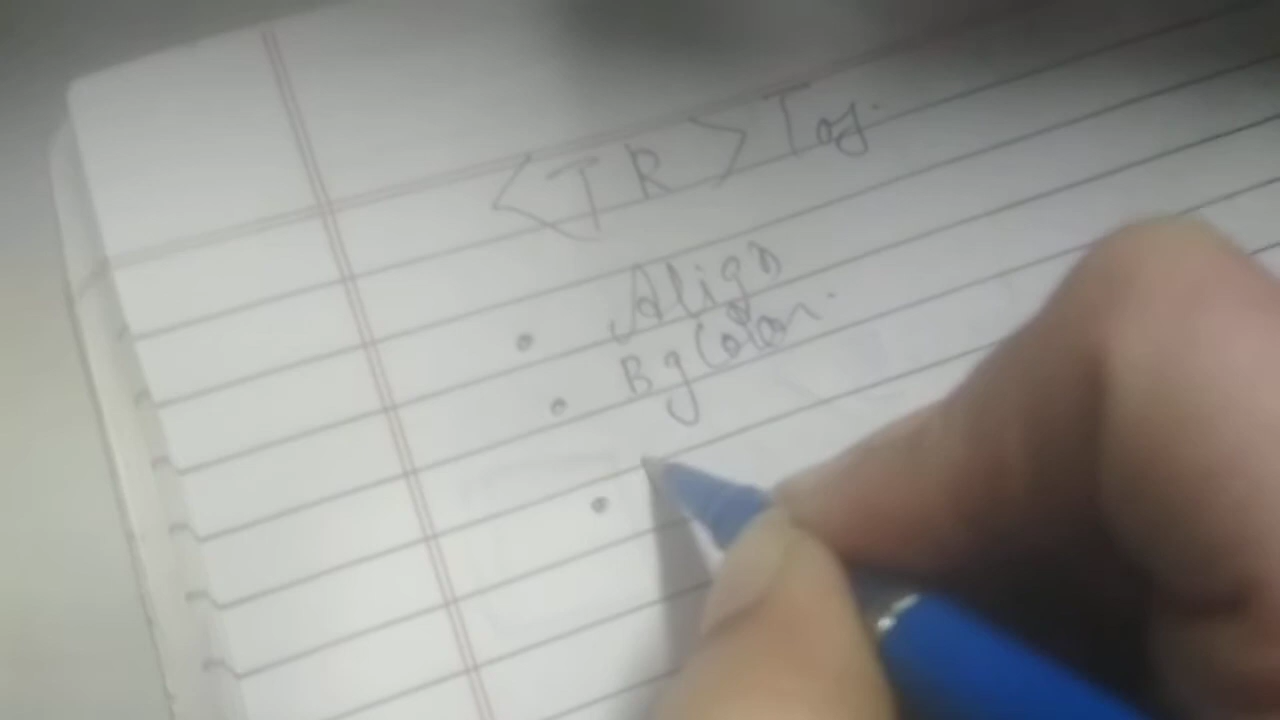 <TR> Tag.
• Align
• Bg Color.
•